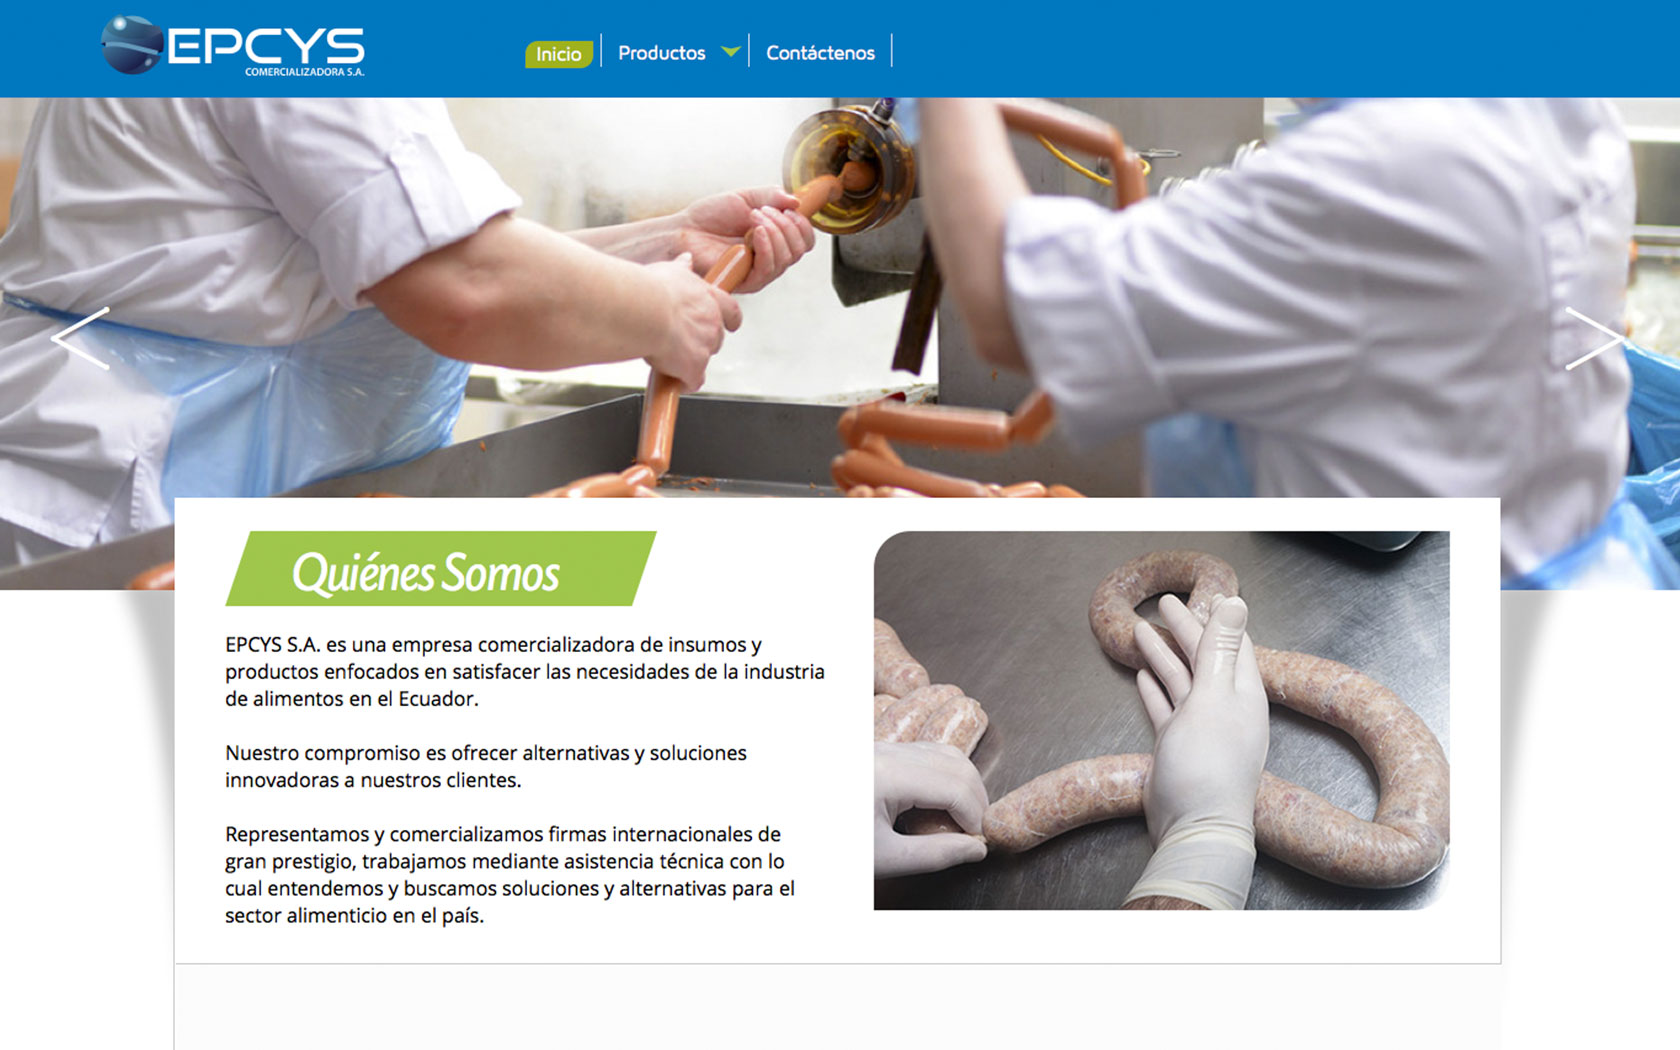 EPCYS
COMERCIALIZADORA S.A.
Inicio
Productos
Contáctenos
Quiénes Somos
EPCYS S.A. es una empresa comercializadora de insumos y
productos enfocados en satisfacer las necesidades de la industria
de alimentos en el Ecuador.
Nuestro compromiso es ofrecer alternativas y soluciones
innovadoras a nuestros clientes.
Representamos y comercializamos firmas internacionales de
gran prestigio, trabajamos mediante asistencia técnica con lo
cual entendemos y buscamos soluciones y alternativas para el
sector alimenticio en el país.